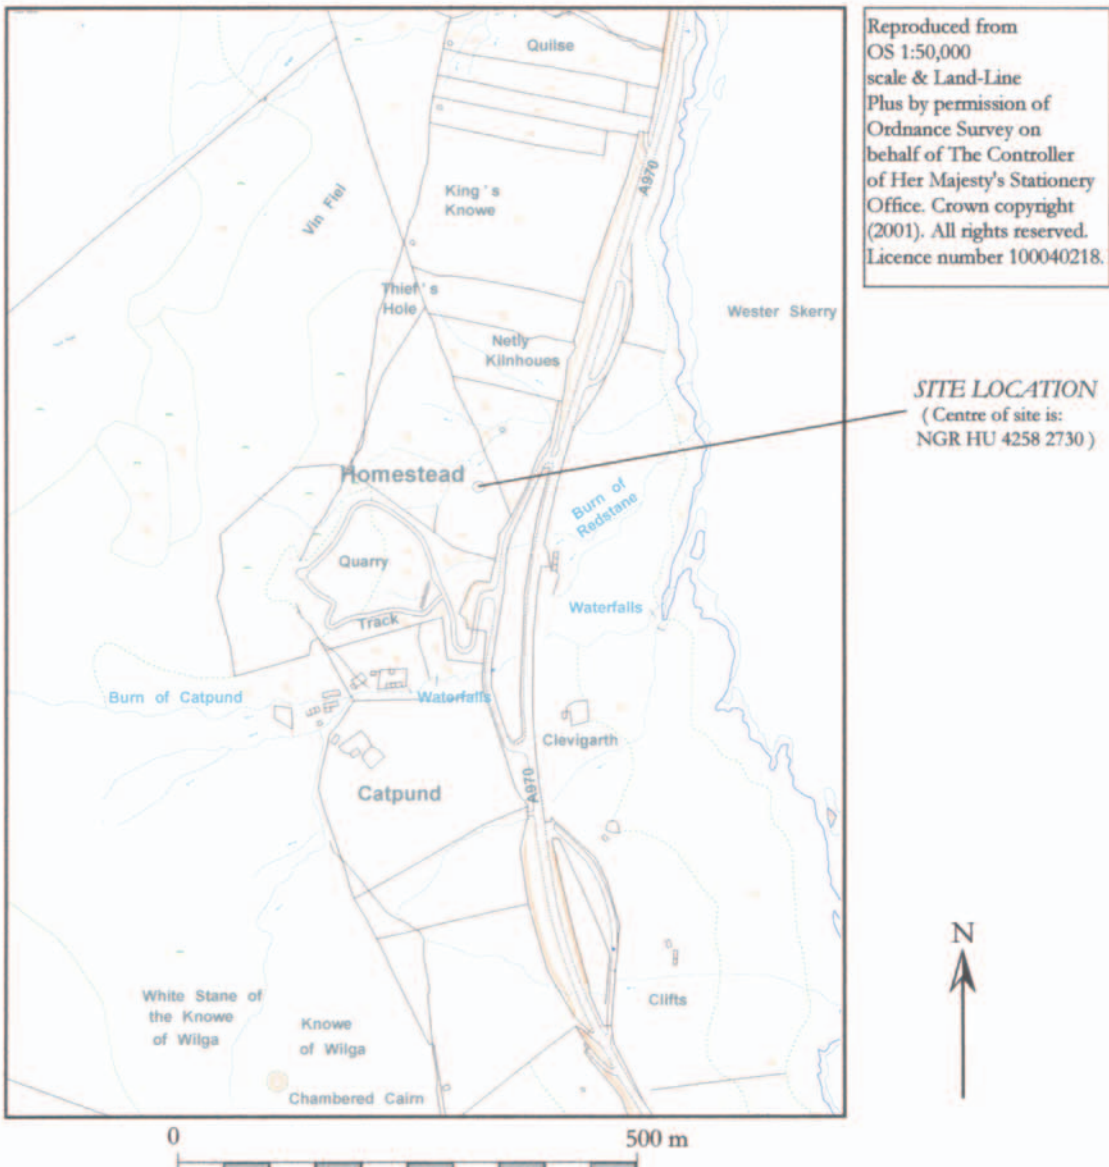 Quilse
King's
Knowe
A970
Vin Fiel
Thief's
Hole
Netly
Kilnhoues
Wester Skerry
Homestead
Burn of
Redstane
Quarry
Track
Waterfalls
Burn of Catpund
Waterfalls
Clevigarth
Catpund
A970
White Stane of
the Knowe
of Wilga
Knowe
of Wilga
Clifts
Chambered Cairn
Reproduced from
OS 1:50,000
scale & Land-Line
Plus by permission of
Ordnance Survey on
behalf of The Controller
of Her Majesty's Stationery
Office. Crown copyright
(2001). All rights reserved.
Licence number 100040218.
SITE LOCATION
(Centre of site is:
NGR HU 4258 2730)
N
0 500 m